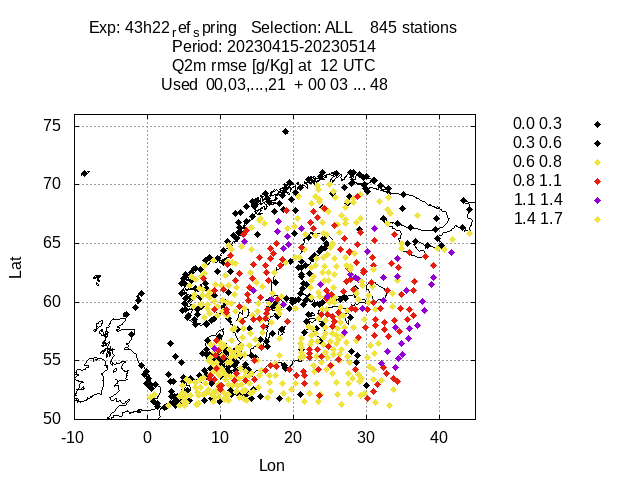 Exp: 43h22ref spring   Selection: ALL    845 stations
Period: 20230415-20230514
Q2m rmse [g/Kg] at  12 UTC
Used  00,03,...,21  + 00 03 ... 48
75
70
65
60
55
50
Lat
-10 0 10 20 30 40
Lon
0.0 0.3
0.3 0.6
0.6 0.8
0.8 1.1
1.1 1.4
1.4 1.7